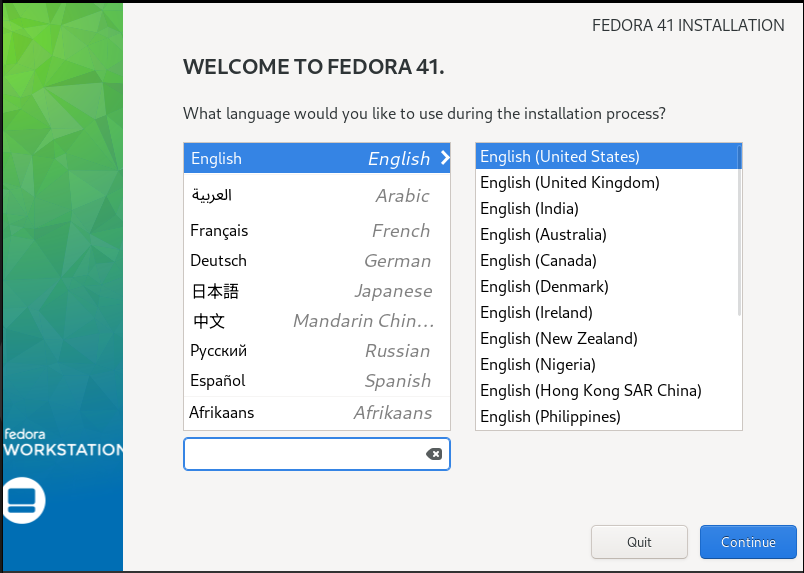 FEDORA 41 INSTALLATION
WELCOME TO FEDORA 41.
What language would you like to use during the installation process?
English English
العربية Arabic
Français French
Deutsch German
日本語 Japanese
中文 Mandarin Chin…
Русский Russian
Español Spanish
Afrikaans Afrikaans
English (United States)
English (United Kingdom)
English (India)
English (Australia)
English (Canada)
English (Denmark)
English (Ireland)
English (New Zealand)
English (Nigeria)
English (Hong Kong SAR China)
English (Philippines)
fedora
WORKSTATION
Quit Continue